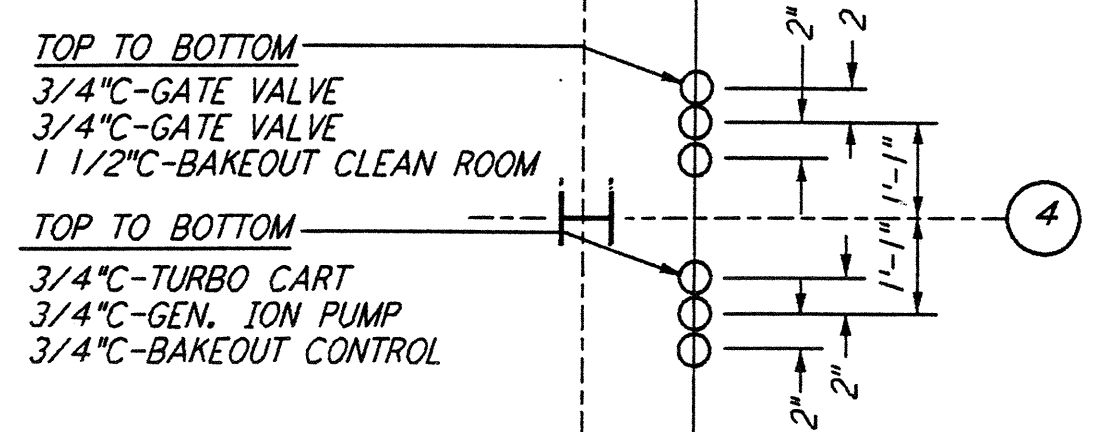 TOP TO BOTTOM
3/4"C-GATE VALVE
3/4"C-GATE VALVE
1 1/2"C-BAKEOUT CLEAN ROOM
TOP TO BOTTOM
3/4"C-TURBO CART
3/4"C-GEN. ION PUMP
3/4"C-BAKEOUT CONTROL
2"
2
1'-1"
1'-1"
4
2"
2"